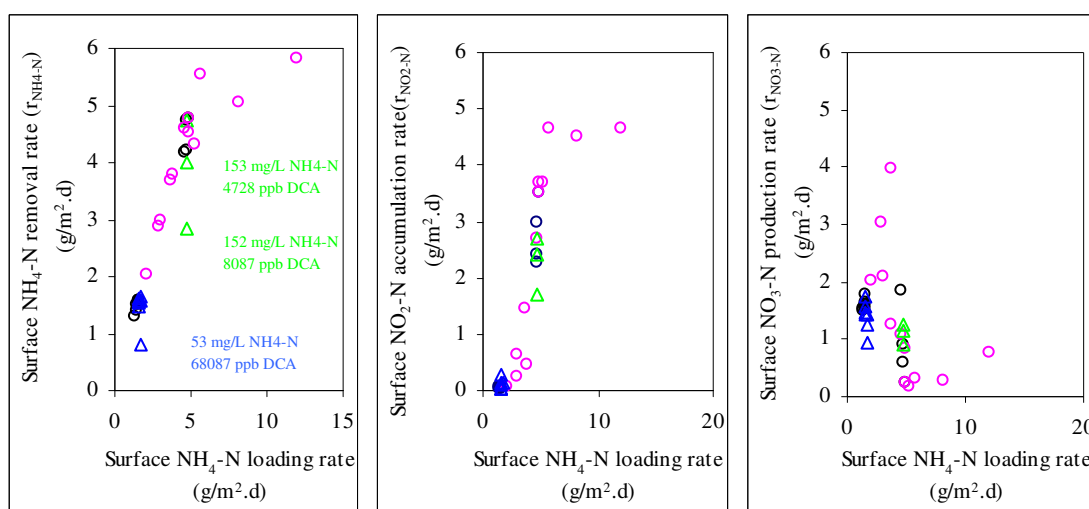 Surface NH₄-N removal rate (r_NH4-N)
(g/m².d)
6
5
4
3
2
1
0
0 5 10 15
153 mg/L NH4-N
4728 ppb DCA
152 mg/L NH4-N
8087 ppb DCA
53 mg/L NH4-N
68087 ppb DCA
Surface NH₄-N loading rate
(g/m².d)
Surface NO₂-N accumulation rate(r_NO2-N)
(g/m².d)
6
5
4
3
2
1
0
0 10 20
Surface NH₄-N loading rate
(g/m².d)
Surface NO₃-N production rate (r_NO3-N)
(g/m².d)
6
5
4
3
2
1
0
0 10 20
Surface NH₄-N loading rate
(g/m².d)